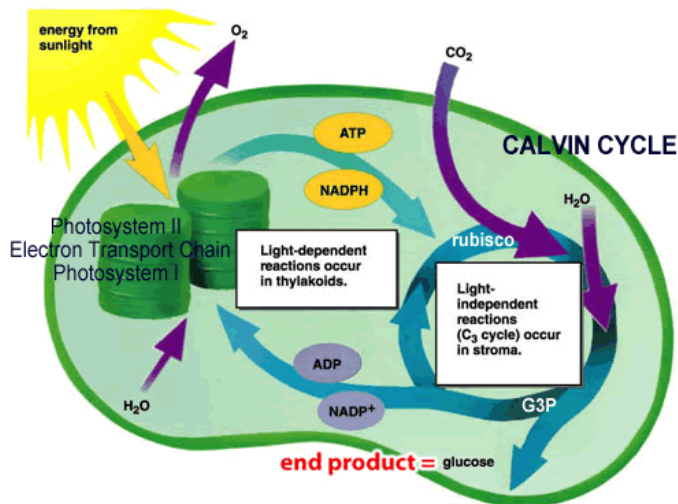 energy from
sunlight
O₂
CO₂
ATP
NADPH
CALVIN CYCLE
H₂O
Photosystem II
Electron Transport Chain
Photosystem I
rubisco
Light-dependent
reactions occur
in thylakoids.
Light-
independent
reactions
(C₃ cycle) occur
in stroma.
ADP
NADP⁺
H₂O
G3P
end product = glucose